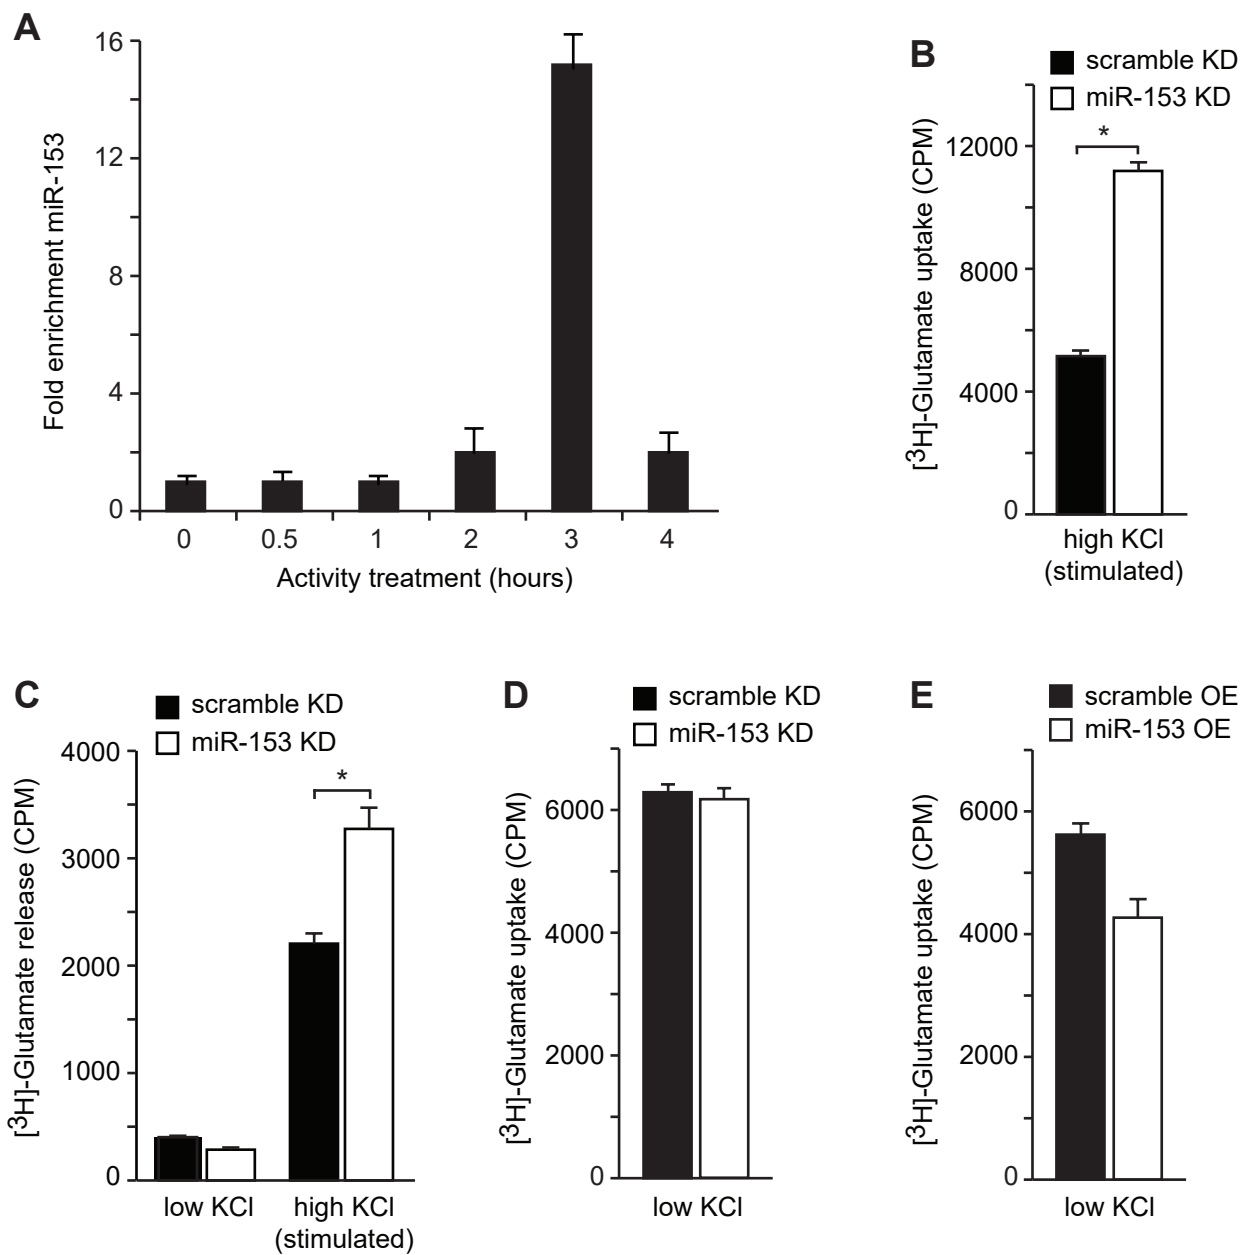 A
16
12
8
4
0
Fold enrichment miR-153
0 0.5 1 2 3 4
Activity treatment (hours)
B
scramble KD
miR-153 KD
*
12000
8000
4000
0
[³H]-Glutamate uptake (CPM)
high KCl
(stimulated)
C
scramble KD
miR-153 KD
*
4000
3000
2000
1000
0
[³H]-Glutamate release (CPM)
low KCl high KCl
(stimulated)
D
scramble KD
miR-153 KD
6000
4000
2000
0
[³H]-Glutamate uptake (CPM)
low KCl
E
scramble OE
miR-153 OE
6000
4000
2000
0
[³H]-Glutamate uptake (CPM)
low KCl